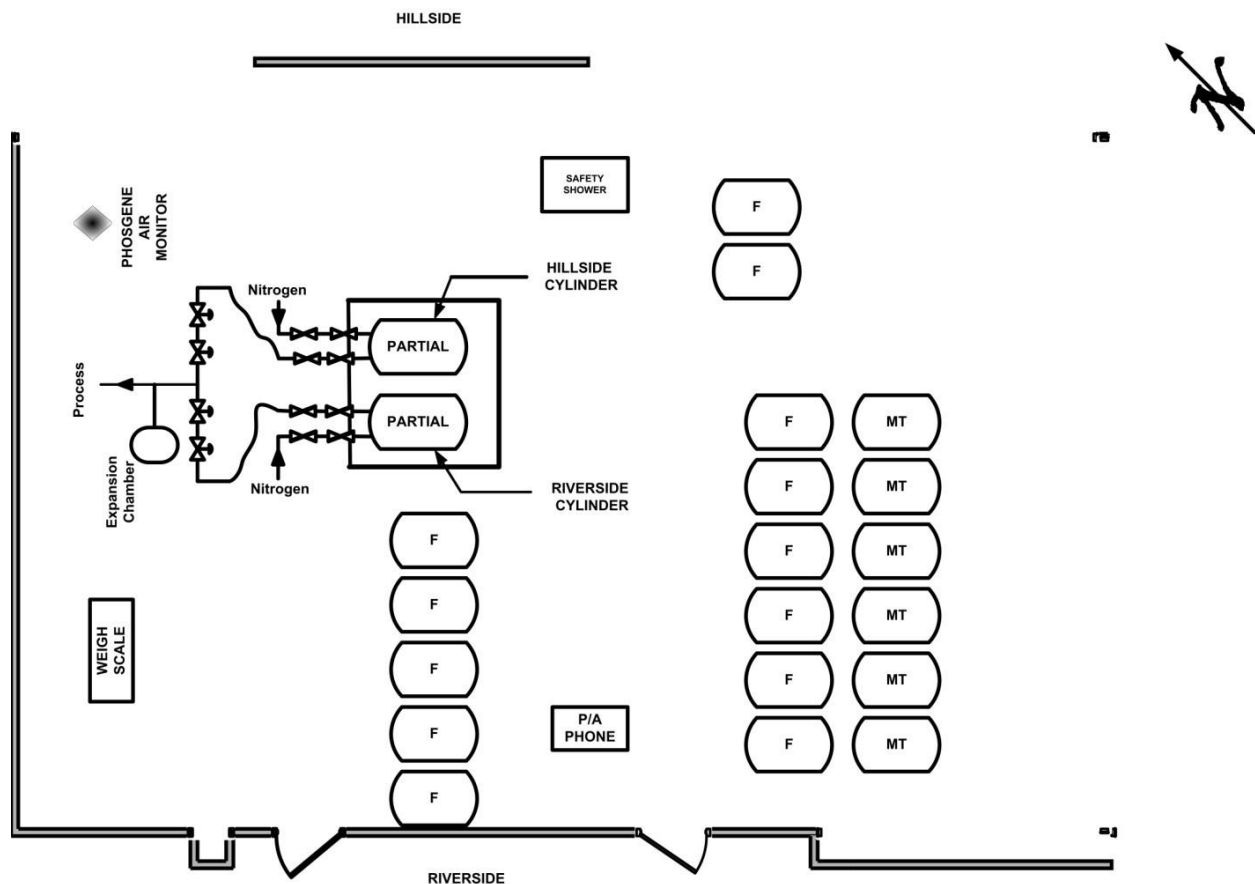 HILLSIDE
N
SAFETY
SHOWER
F
F
PHOSGENE
AIR
MONITOR
HILLSIDE
CYLINDER
Nitrogen
PARTIAL
Process
PARTIAL
Nitrogen
Expansion
Chamber
RIVERSIDE
CYLINDER
F
MT
F
MT
F
MT
F
MT
F
MT
F
MT
F
F
F
F
F
WEIGH
SCALE
P/A
PHONE
RIVERSIDE